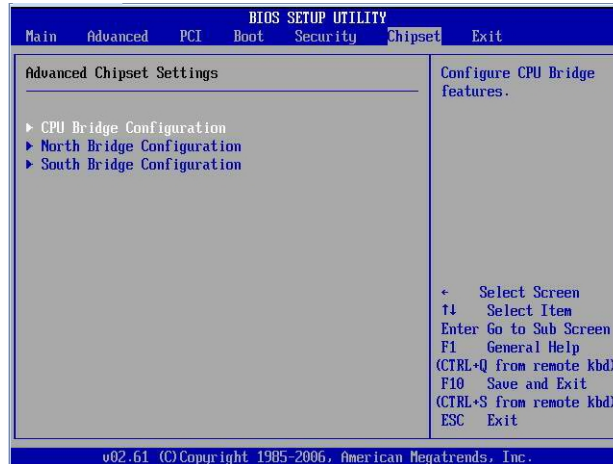 BIOS SETUP UTILITY
Main Advanced PCI Boot Security Chipset Exit
Advanced Chipset Settings
CPU Bridge Configuration
North Bridge Configuration
South Bridge Configuration
Configure CPU Bridge
features.
← Select Screen
↑↓ Select Item
Enter Go to Sub Screen
F1 General Help
(CTRL+Q from remote kbd)
F10 Save and Exit
(CTRL+S from remote kbd)
ESC Exit
v02.61 (C)Copyright 1985-2006, American Megatrends, Inc.